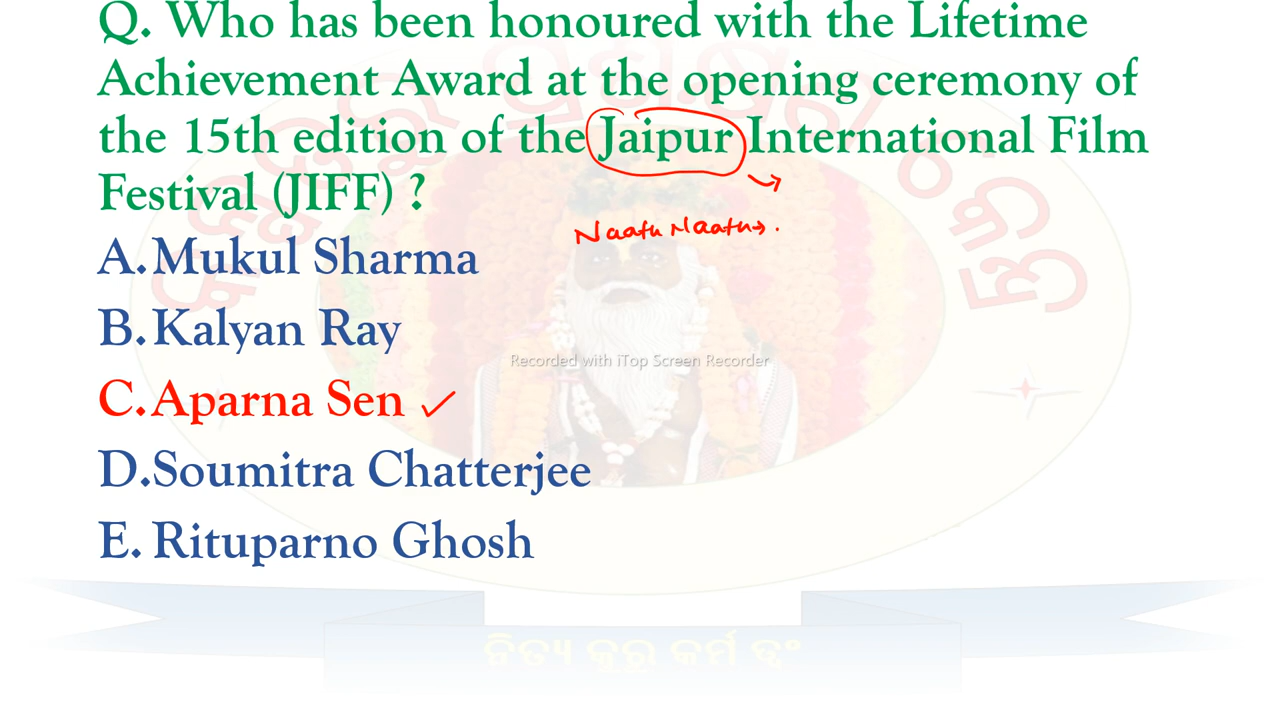 Q. Who has been honoured with the Lifetime
Achievement Award at the opening ceremony of
the 15th edition of the Jaipur International Film
Festival (JIFF) ?
Naatu Naatu→.
A. Mukul Sharma
B. Kalyan Ray
Recorded with iTop Screen Recorder
C. Aparna Sen ✓
D. Soumitra Chatterjee
E. Rituparno Ghosh
ନିତ୍ୟ କୁରୁ କର୍ମ ତ୍ଵଂ